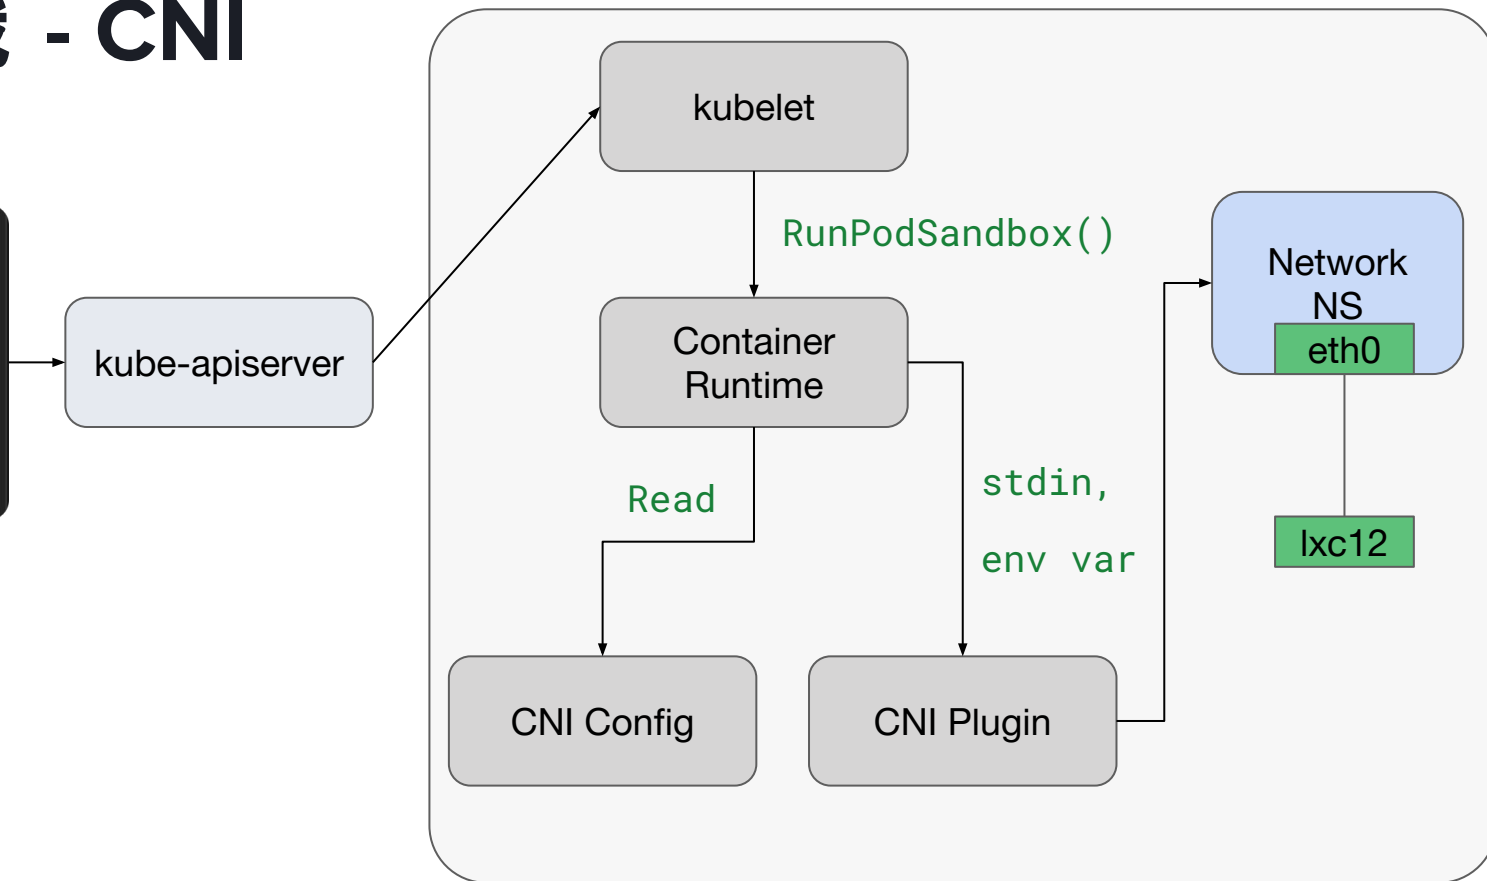 - CNI
kubelet
RunPodSandbox()
Network
NS
eth0
kube-apiserver
Container
Runtime
Read
stdin,
env var
lxc12
CNI Config
CNI Plugin